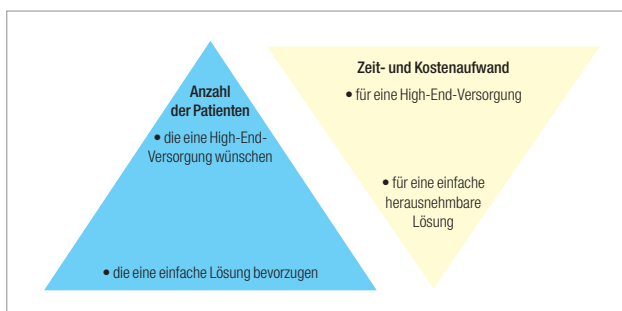 Anzahl
der Patienten
• die eine High-End-
Versorgung wünschen
• die eine einfache Lösung bevorzugen
Zeit- und Kostenaufwand
• für eine High-End-Versorgung
• für eine einfache
herausnehmbare
Lösung